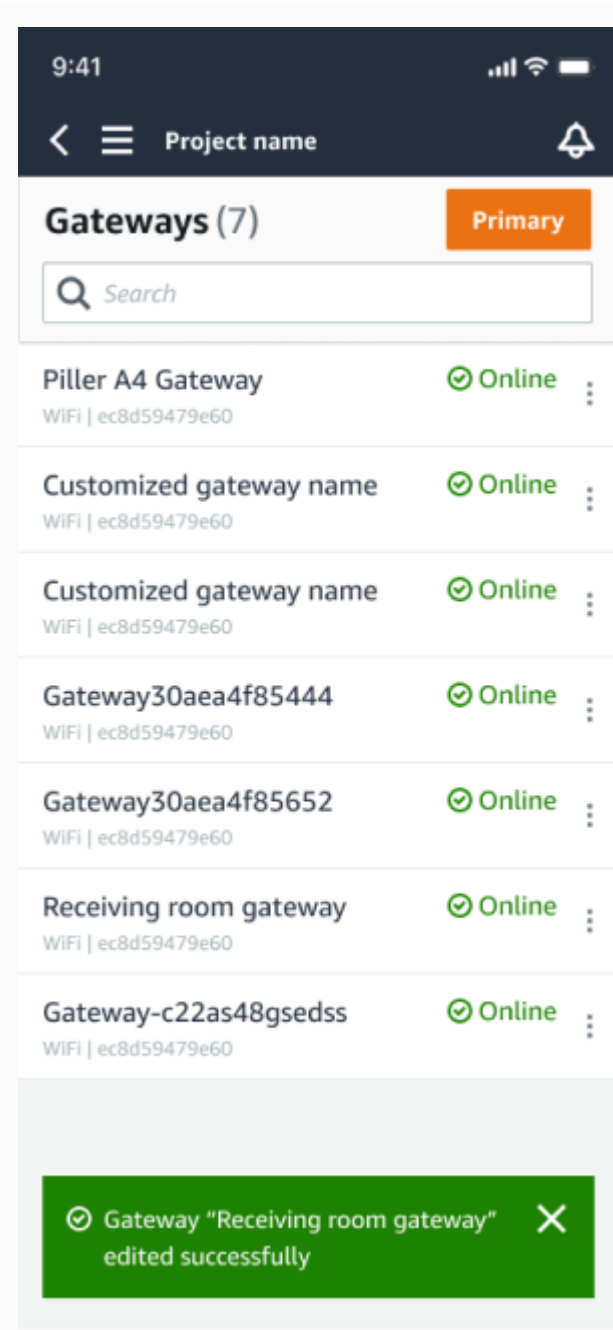 9:41
Project name
Gateways (7)
Primary
Search
Piller A4 Gateway
Online
WiFi | ec8d59479e60
Customized gateway name
Online
WiFi | ec8d59479e60
Customized gateway name
Online
WiFi | ec8d59479e60
Gateway30aea4f85444
Online
WiFi | ec8d59479e60
Gateway30aea4f85652
Online
WiFi | ec8d59479e60
Receiving room gateway
Online
WiFi | ec8d59479e60
Gateway-c22as48gsedss
Online
WiFi | ec8d59479e60
Gateway “Receiving room gateway”
edited successfully